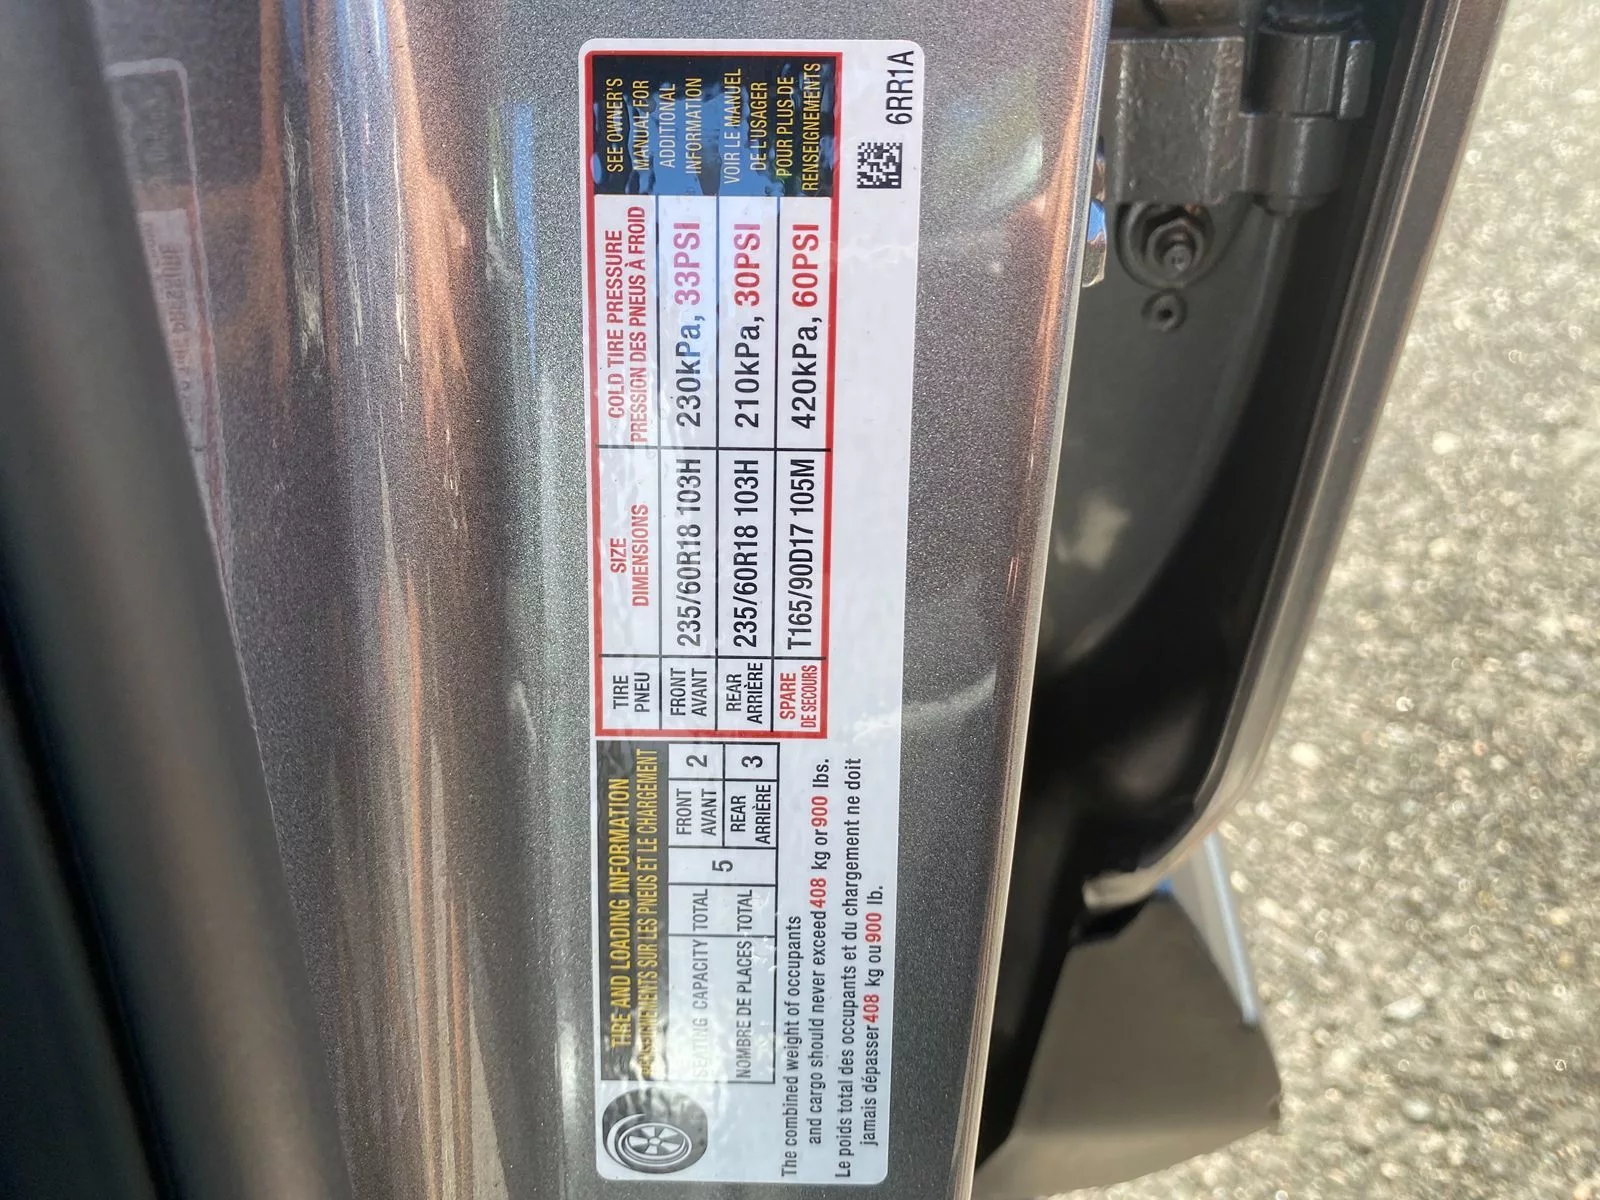 TIRE AND LOADING INFORMATION
RENSEIGNEMENTS SUR LES PNEUS ET LE CHARGEMENT
SEATING CAPACITY TOTAL 5 FRONT 2
AVANT
NOMBRE DE PLACES TOTAL REAR 3
ARRIÈRE
The combined weight of occupants
and cargo should never exceed 408 kg or 900 lbs.
Le poids total des occupants et du chargement ne doit
jamais dépasser 408 kg ou 900 lb.
TIRE
PNEU
SIZE
DIMENSIONS
COLD TIRE PRESSURE
PRESSION DES PNEUS À FROID
FRONT
AVANT
235/60R18 103H
230kPa, 33PSI
REAR
ARRIÈRE
235/60R18 103H
210kPa, 30PSI
SPARE
DE SECOURS
T165/90D17 105M
420kPa, 60PSI
SEE OWNER'S
MANUAL FOR
ADDITIONAL
INFORMATION
VOIR LE MANUEL
DE L'USAGER
POUR PLUS DE
RENSEIGNEMENTS
6RR1A